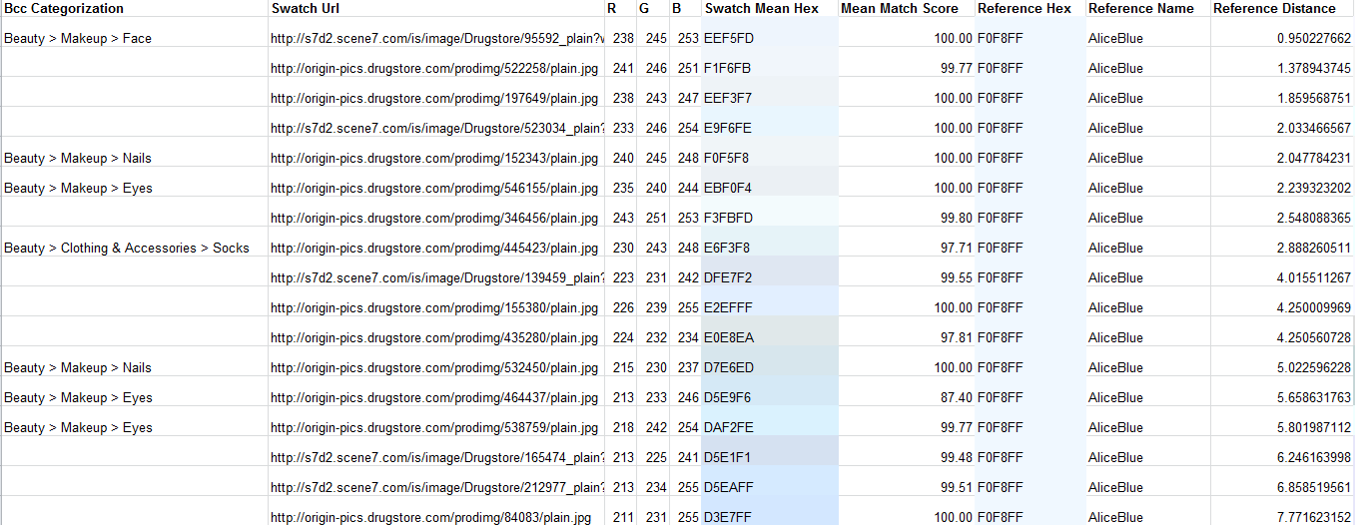 Bcc Categorization Swatch Url R G B Swatch Mean Hex Mean Match Score Reference Hex Reference Name Reference Distance
Beauty > Makeup > Face http://s7d2.scene7.com/is/image/Drugstore/95592_plain?v 238 245 253 EEF5FD 100.00 F0F8FF AliceBlue 0.950227662
http://origin-pics.drugstore.com/prodimg/522258/plain.jpg 241 246 251 F1F6FB 99.77 F0F8FF AliceBlue 1.378943745
http://origin-pics.drugstore.com/prodimg/197649/plain.jpg 238 243 247 EEF3F7 100.00 F0F8FF AliceBlue 1.859568751
http://s7d2.scene7.com/is/image/Drugstore/523034_plain? 233 246 254 E9F6FE 100.00 F0F8FF AliceBlue 2.033466567
Beauty > Makeup > Nails http://origin-pics.drugstore.com/prodimg/152343/plain.jpg 240 245 248 F0F5F8 100.00 F0F8FF AliceBlue 2.047784231
Beauty > Makeup > Eyes http://origin-pics.drugstore.com/prodimg/546155/plain.jpg 235 240 244 EBF0F4 100.00 F0F8FF AliceBlue 2.239323202
http://origin-pics.drugstore.com/prodimg/346456/plain.jpg 243 251 253 F3FBFD 99.80 F0F8FF AliceBlue 2.548088365
Beauty > Clothing & Accessories > Socks http://origin-pics.drugstore.com/prodimg/445423/plain.jpg 230 243 248 E6F3F8 97.71 F0F8FF AliceBlue 2.888260511
http://s7d2.scene7.com/is/image/Drugstore/139459_plain? 223 231 242 DFE7F2 99.55 F0F8FF AliceBlue 4.015511267
http://origin-pics.drugstore.com/prodimg/155380/plain.jpg 226 239 255 E2EFFF 100.00 F0F8FF AliceBlue 4.250009969
http://origin-pics.drugstore.com/prodimg/435280/plain.jpg 224 232 234 E0E8EA 97.81 F0F8FF AliceBlue 4.250560728
Beauty > Makeup > Nails http://origin-pics.drugstore.com/prodimg/532450/plain.jpg 215 230 237 D7E6ED 100.00 F0F8FF AliceBlue 5.022596228
Beauty > Makeup > Eyes http://origin-pics.drugstore.com/prodimg/464437/plain.jpg 213 233 246 D5E9F6 87.40 F0F8FF AliceBlue 5.658631763
Beauty > Makeup > Eyes http://origin-pics.drugstore.com/prodimg/538759/plain.jpg 218 242 254 DAF2FE 99.77 F0F8FF AliceBlue 5.801987112
http://s7d2.scene7.com/is/image/Drugstore/165474_plain? 213 225 241 D5E1F1 99.48 F0F8FF AliceBlue 6.246163998
http://s7d2.scene7.com/is/image/Drugstore/212977_plain? 213 234 255 D5EAFF 99.51 F0F8FF AliceBlue 6.858519561
http://origin-pics.drugstore.com/prodimg/84083/plain.jpg 211 231 255 D3E7FF 100.00 F0F8FF AliceBlue 7.771623152